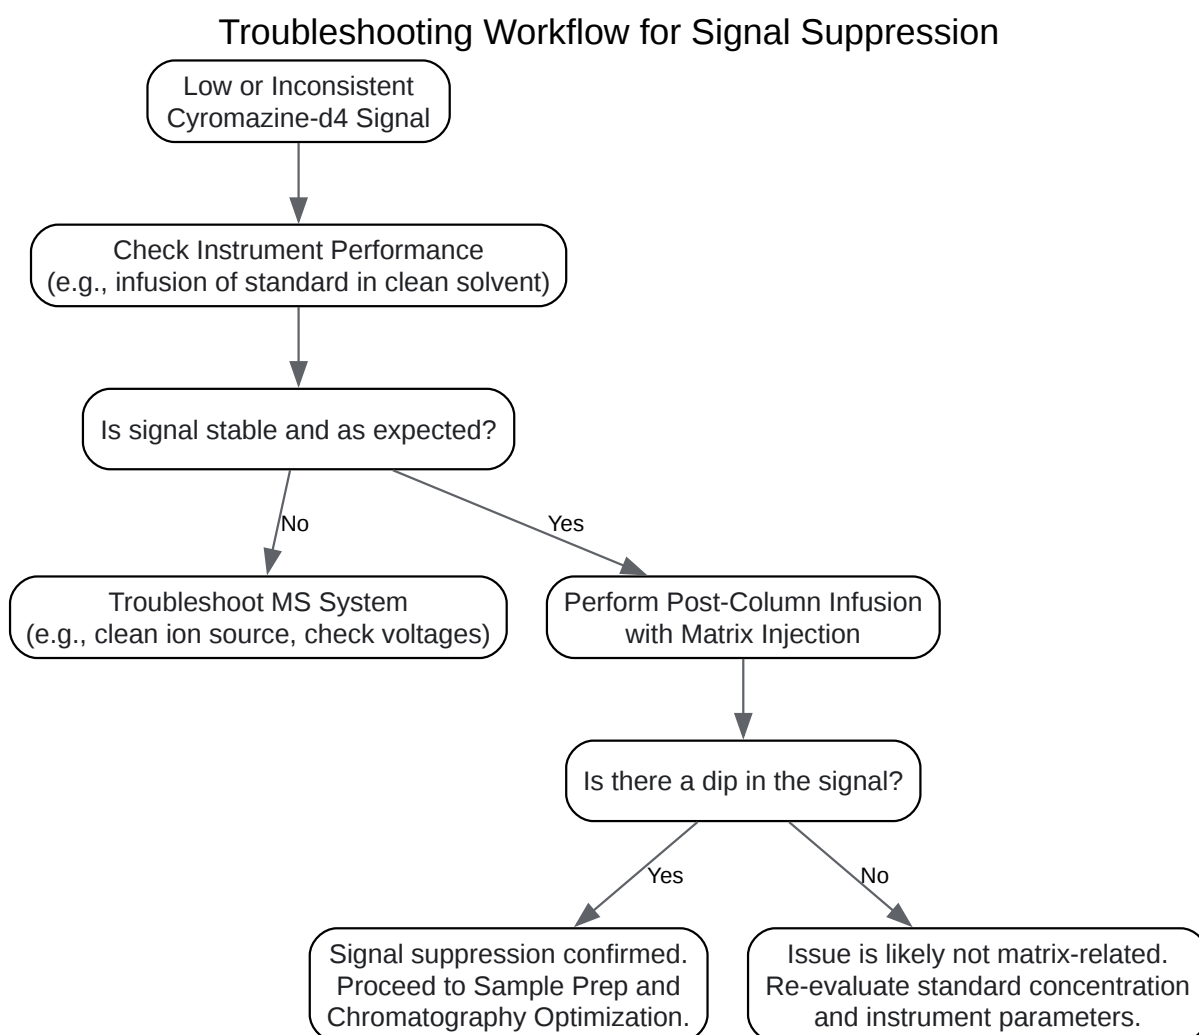 Troubleshooting Workflow for Signal Suppression
Low or Inconsistent
Cyromazine-d4 Signal
Check Instrument Performance
(e.g., infusion of standard in clean solvent)
Is signal stable and as expected?
No
Yes
Troubleshoot MS System
(e.g., clean ion source, check voltages)
Perform Post-Column Infusion
with Matrix Injection
Is there a dip in the signal?
Yes
No
Signal suppression confirmed.
Proceed to Sample Prep and
Chromatography Optimization.
Issue is likely not matrix-related.
Re-evaluate standard concentration
and instrument parameters.